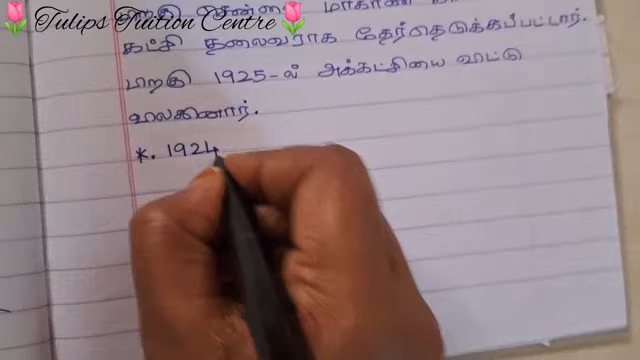 Tulips Tuition Centre
சென்னை மாகாண
கட்சி தலைவராக தேர்தெடுக்கப்பட்டார்.
பிறகு 1925-ல் அக்கட்சியை விட்டு
விலகினார்.
*. 1924